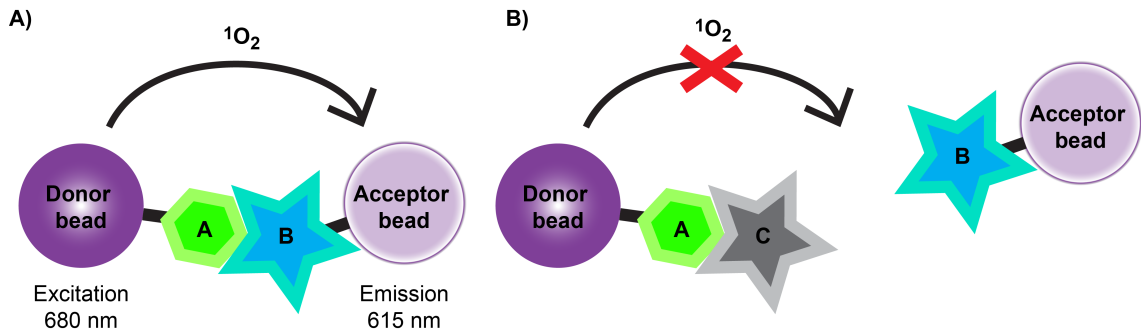 A)
¹O₂
Donor
bead
A
B
Acceptor
bead
Excitation
680 nm
Emission
615 nm
B)
¹O₂
Donor
bead
A
C
B
Acceptor
bead